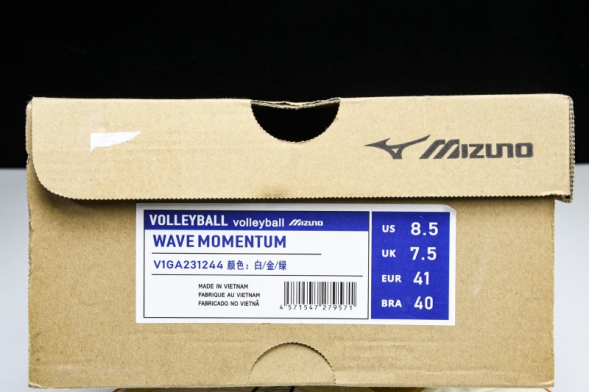 MIZUNO
VOLLEYBALL volleyball MIZUNO
WAVE MOMENTUM
V1GA231244 颜色：白/金/绿
MADE IN VIETNAM
FABRIQUE AU VIETNAM
FABRICADO NO VIETNÃ
4571547279571
US 8.5
UK 7.5
EUR 41
BRA 40